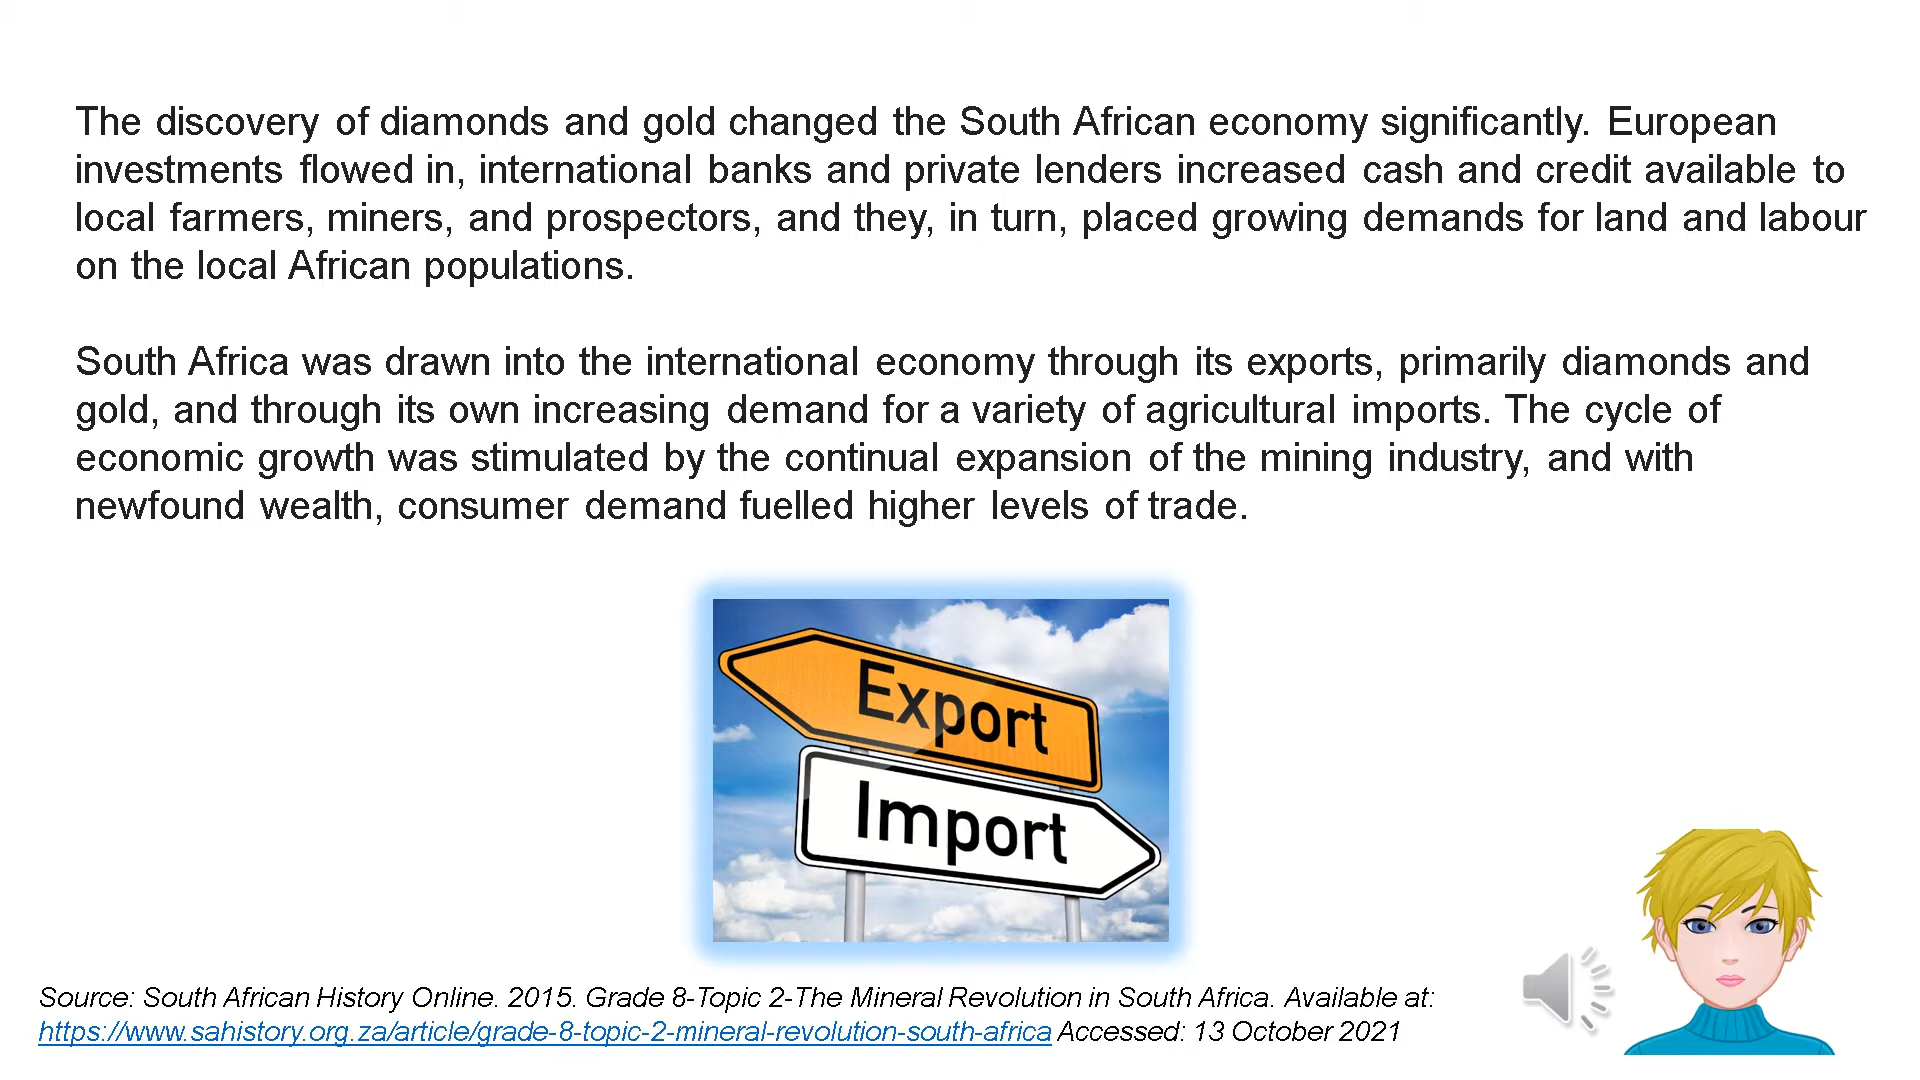 The discovery of diamonds and gold changed the South African economy significantly. European
investments flowed in, international banks and private lenders increased cash and credit available to
local farmers, miners, and prospectors, and they, in turn, placed growing demands for land and labour
on the local African populations.
South Africa was drawn into the international economy through its exports, primarily diamonds and
gold, and through its own increasing demand for a variety of agricultural imports. The cycle of
economic growth was stimulated by the continual expansion of the mining industry, and with
newfound wealth, consumer demand fuelled higher levels of trade.
Export
Import
Source: South African History Online. 2015. Grade 8-Topic 2-The Mineral Revolution in South Africa. Available at:
https://www.sahistory.org.za/article/grade-8-topic-2-mineral-revolution-south-africa Accessed: 13 October 2021